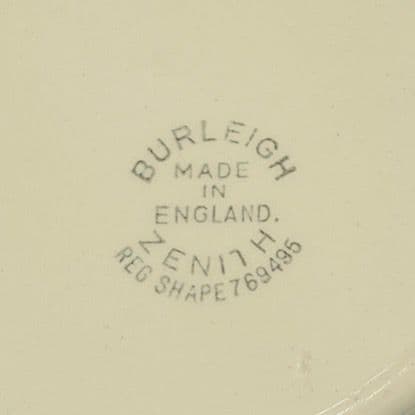 BURLEIGH
MADE
IN
ENGLAND.
ZENITH
REG SHAPE 769495